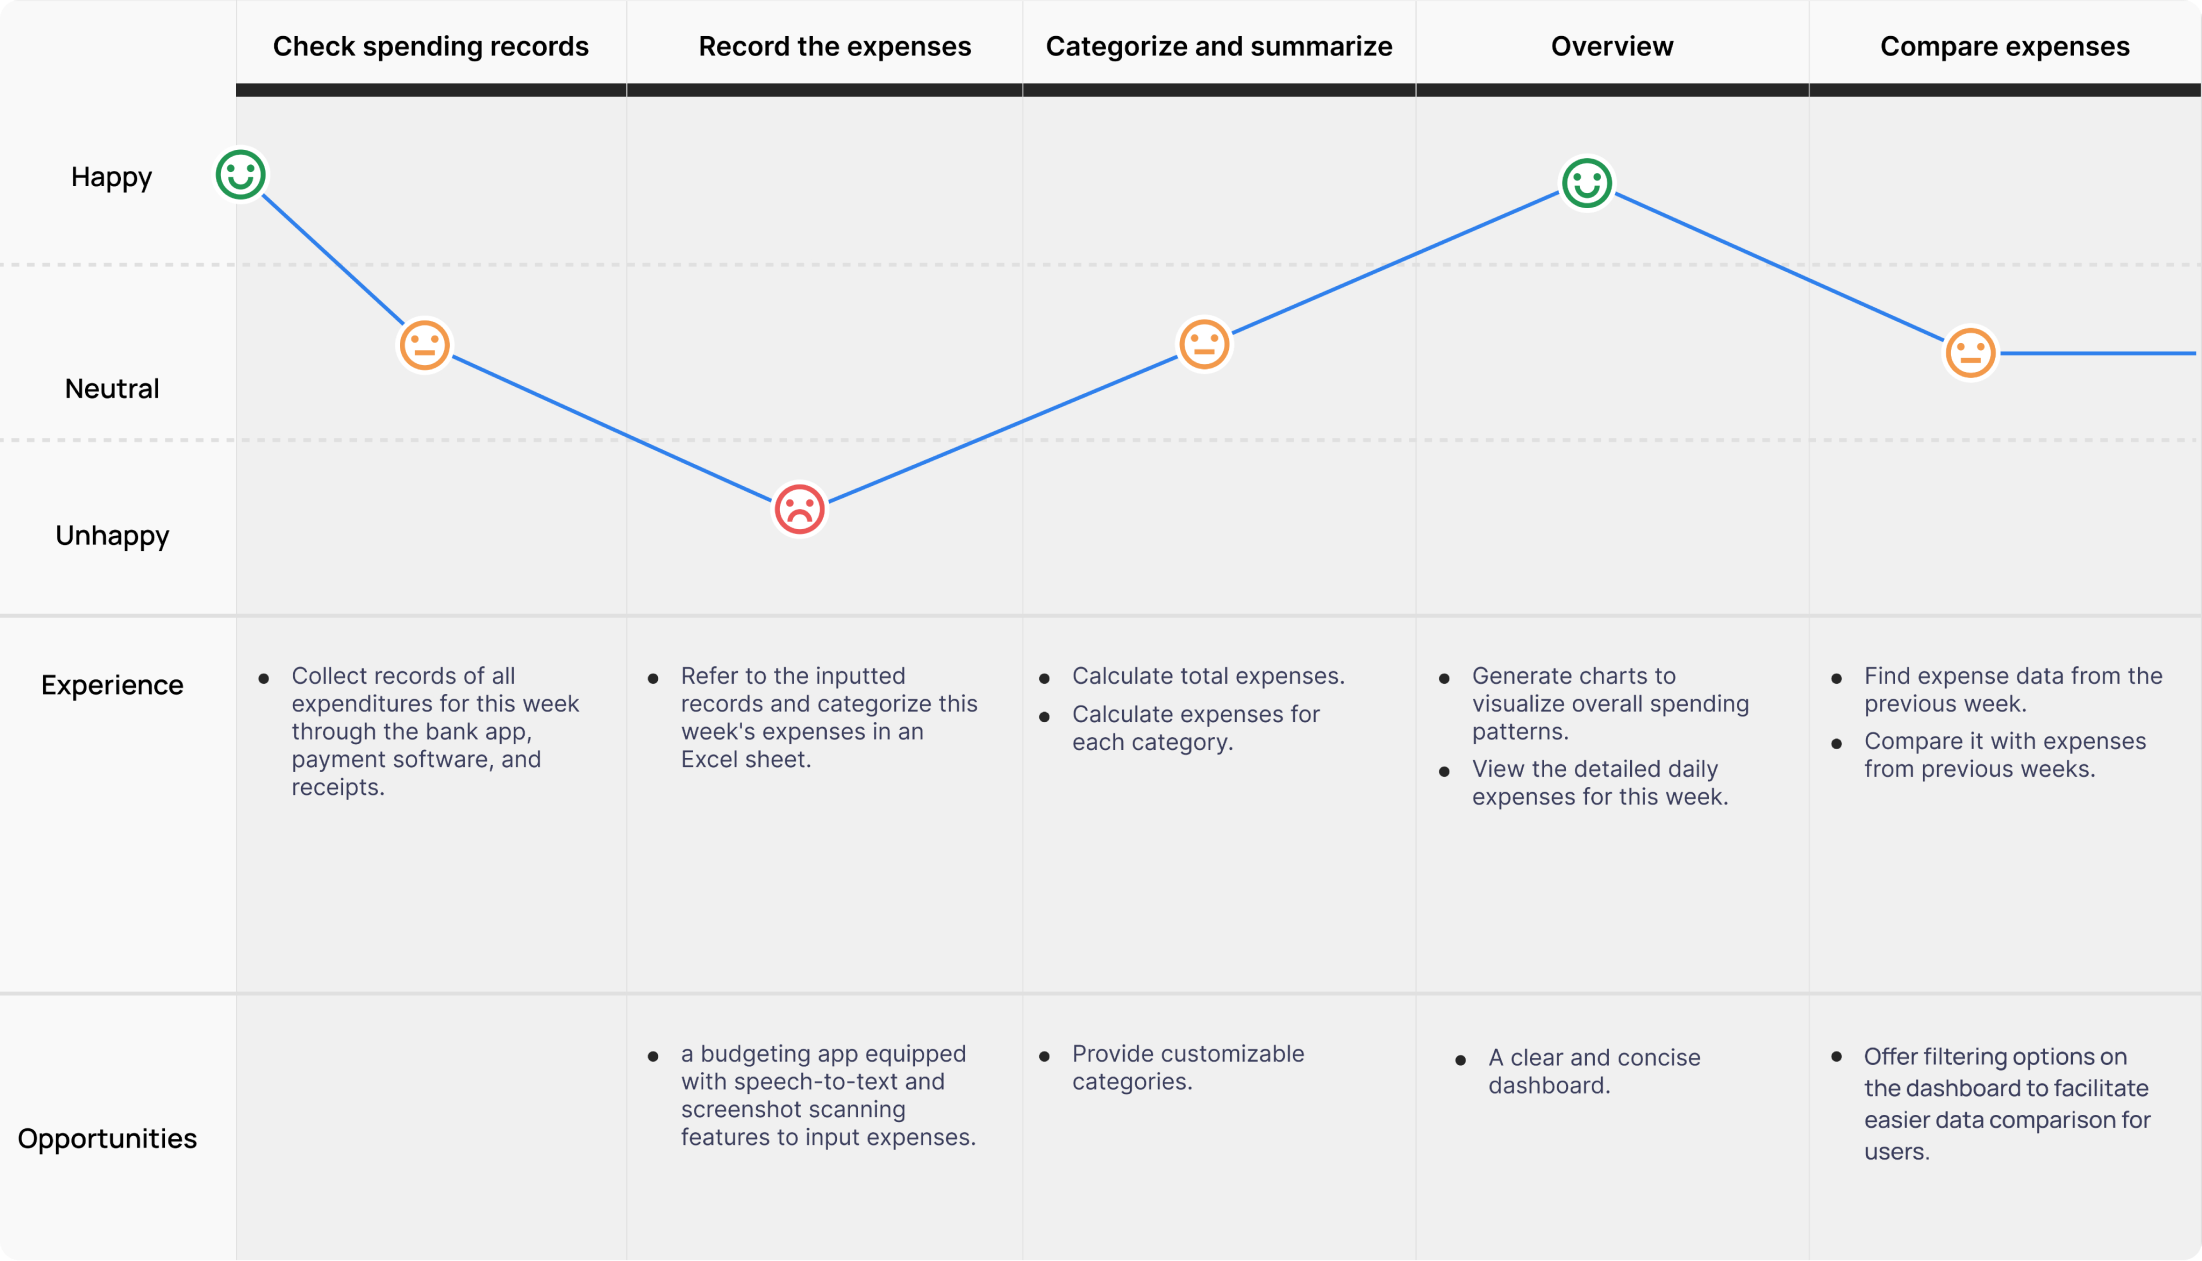 Check spending records
Record the expenses
Categorize and summarize
Overview
Compare expenses
Happy
Neutral
Unhappy
Experience
• Collect records of all
expenditures for this week
through the bank app,
payment software, and
receipts.
• Refer to the inputted
records and categorize this
week's expenses in an
Excel sheet.
• Calculate total expenses.
• Calculate expenses for
each category.
• Generate charts to
visualize overall spending
patterns.
• View the detailed daily
expenses for this week.
• Find expense data from the
previous week.
• Compare it with expenses
from previous weeks.
Opportunities
• a budgeting app equipped
with speech-to-text and
screenshot scanning
features to input expenses.
• Provide customizable
categories.
• A clear and concise
dashboard.
• Offer filtering options on
the dashboard to facilitate
easier data comparison for
users.